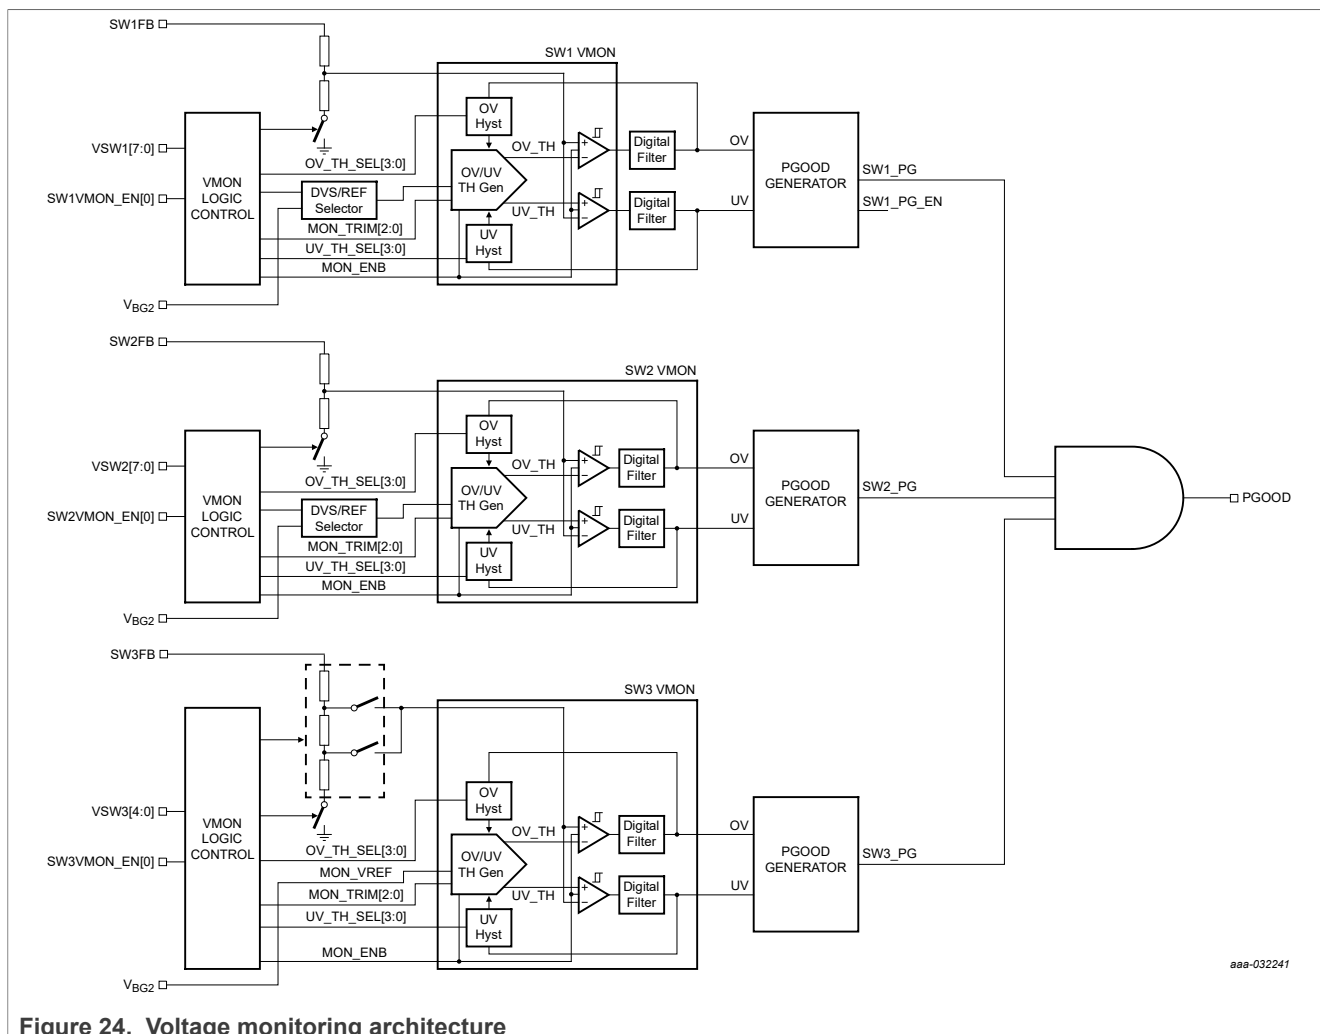 SW1FB
SW1 VMON
VSW1[7:0]
SW1VMON_EN[0]
VBG2
VMON
LOGIC
CONTROL
OV_TH_SEL[3:0]
DVS/REF
Selector
MON_TRIM[2:0]
UV_TH_SEL[3:0]
MON_ENB
OV
Hyst
OV/UV
TH Gen
UV
Hyst
OV_TH
UV_TH
+
−
+
−
Digital
Filter
Digital
Filter
OV
UV
PGOOD
GENERATOR
SW1_PG
SW1_PG_EN
SW2FB
SW2 VMON
VSW2[7:0]
SW2VMON_EN[0]
VBG2
VMON
LOGIC
CONTROL
OV_TH_SEL[3:0]
DVS/REF
Selector
MON_TRIM[2:0]
UV_TH_SEL[3:0]
MON_ENB
OV
Hyst
OV/UV
TH Gen
UV
Hyst
OV_TH
UV_TH
+
−
+
−
Digital
Filter
Digital
Filter
OV
UV
PGOOD
GENERATOR
SW2_PG
PGOOD
SW3FB
SW3 VMON
VSW3[4:0]
SW3VMON_EN[0]
VBG2
VMON
LOGIC
CONTROL
OV_TH_SEL[3:0]
MON_VREF
MON_TRIM[2:0]
UV_TH_SEL[3:0]
MON_ENB
OV
Hyst
OV/UV
TH Gen
UV
Hyst
OV_TH
UV_TH
+
−
+
−
Digital
Filter
Digital
Filter
OV
UV
PGOOD
GENERATOR
SW3_PG
aaa-032241
Figure 24. Voltage monitoring architecture